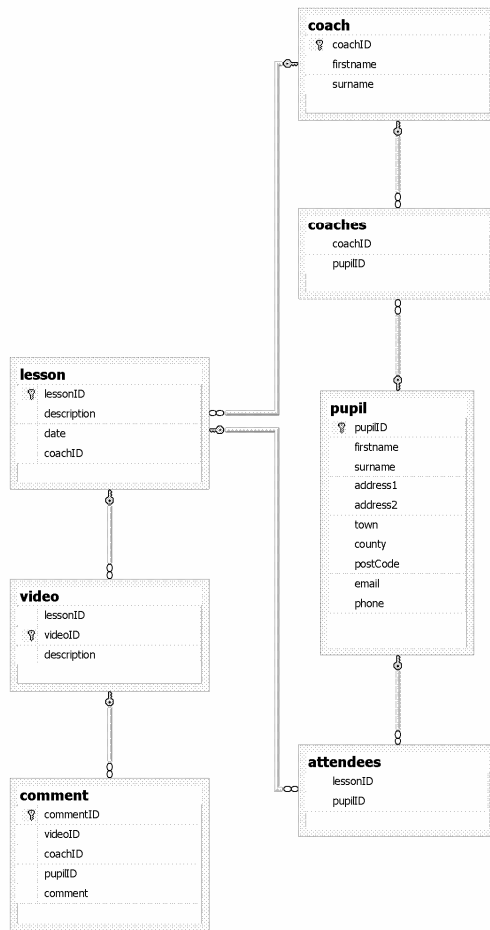 coach
coachID
firstname
surname
coaches
coachID
pupilID
lesson
lessonID
description
date
coachID
pupil
pupilID
firstname
surname
address1
address2
town
county
postCode
email
phone
video
lessonID
videoID
description
attendees
lessonID
pupilID
comment
commentID
videoID
coachID
pupilID
comment